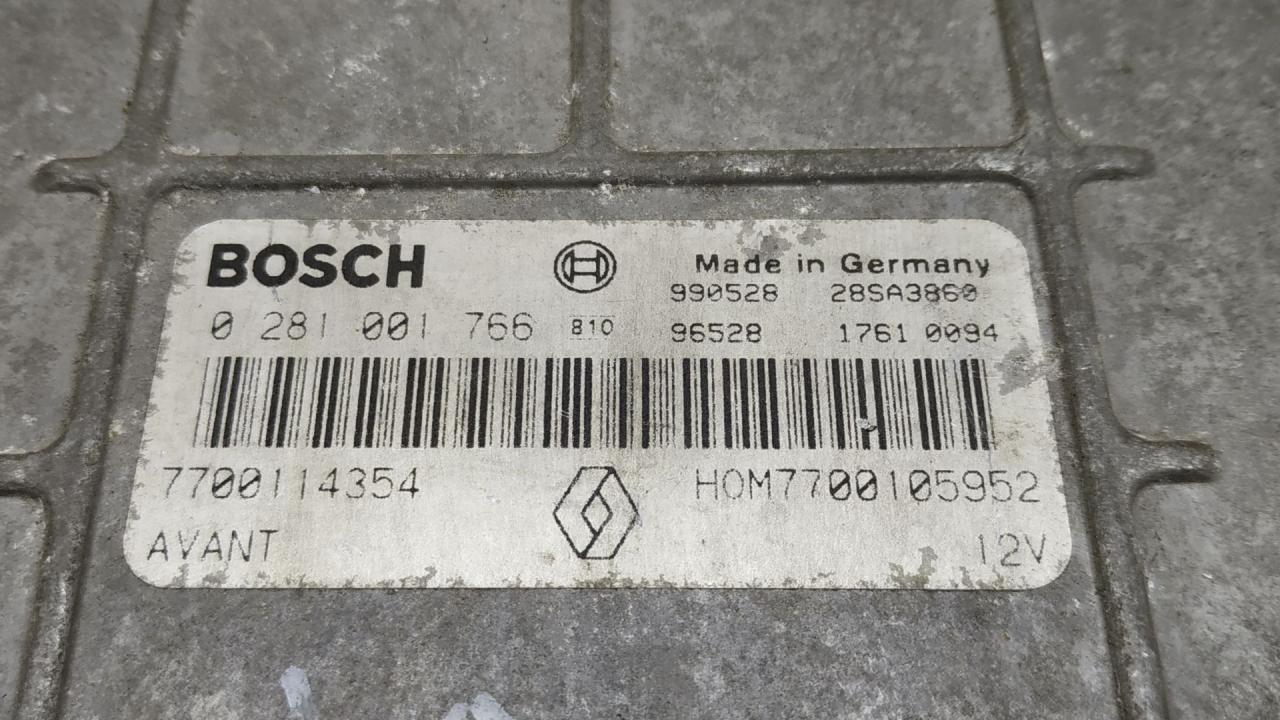 BOSCH Made in Germany
990528 28SA3860
0 281 001 766 810 96528 1761 0094
7700114354 HOM7700105952
AVANT 12V